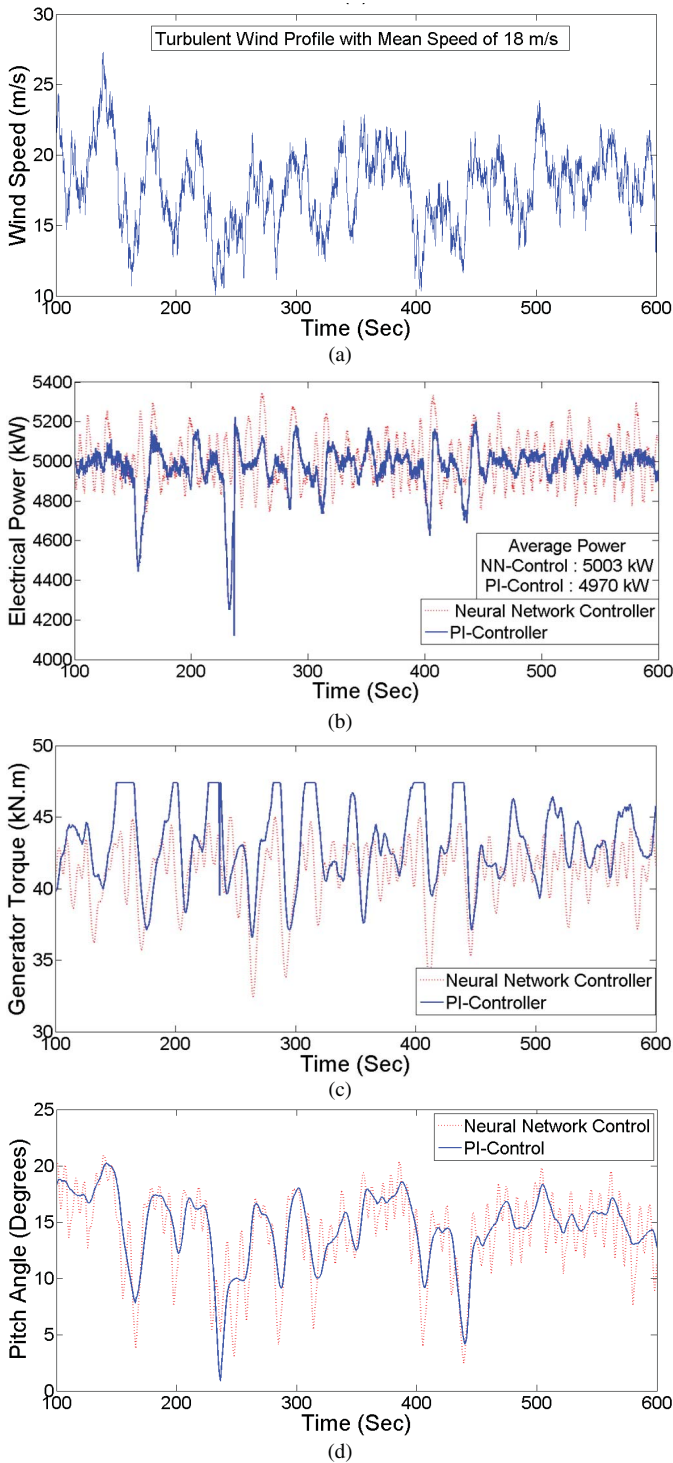 30
Turbulent Wind Profile with Mean Speed of 18 m/s
25
20
15
10
Wind Speed (m/s)
100 200 300 400 500 600
Time (Sec)
(a)
5400
5200
5000
4800
4600
4400
4200
4000
Electrical Power (kW)
Average Power
NN-Control : 5003 kW
PI-Control : 4970 kW
Neural Network Controller
PI-Controller
100 200 300 400 500 600
Time (Sec)
(b)
50
45
40
35
30
Generator Torque (kN.m)
Neural Network Controller
PI-Controller
100 200 300 400 500 600
Time (Sec)
(c)
25
20
15
10
5
0
Pitch Angle (Degrees)
Neural Network Control
PI-Control
100 200 300 400 500 600
Time (Sec)
(d)